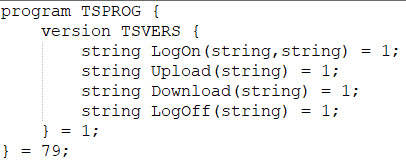 program TSPROG {
    version TSVERS {
        string LogOn(string,string) = 1;
        string Upload(string) = 1;
        string Download(string) = 1;
        string LogOff(string) = 1;
    } = 1;
} = 79;